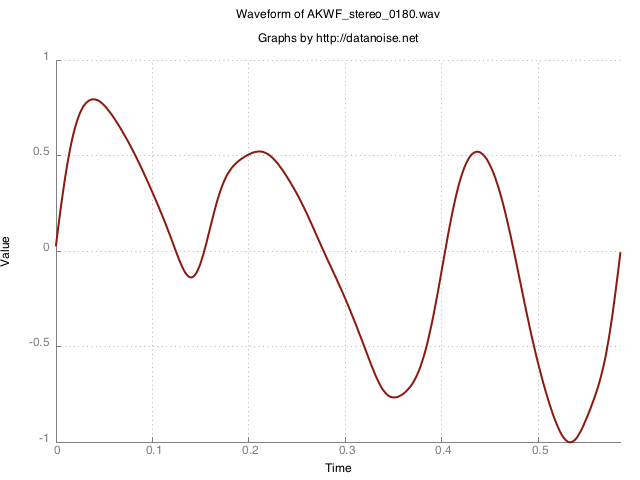 Waveform of AKWF_stereo_0180.wav
Graphs by http://datanoise.net
1
0.5
0
-0.5
-1
Value
0 0.1 0.2 0.3 0.4 0.5
Time